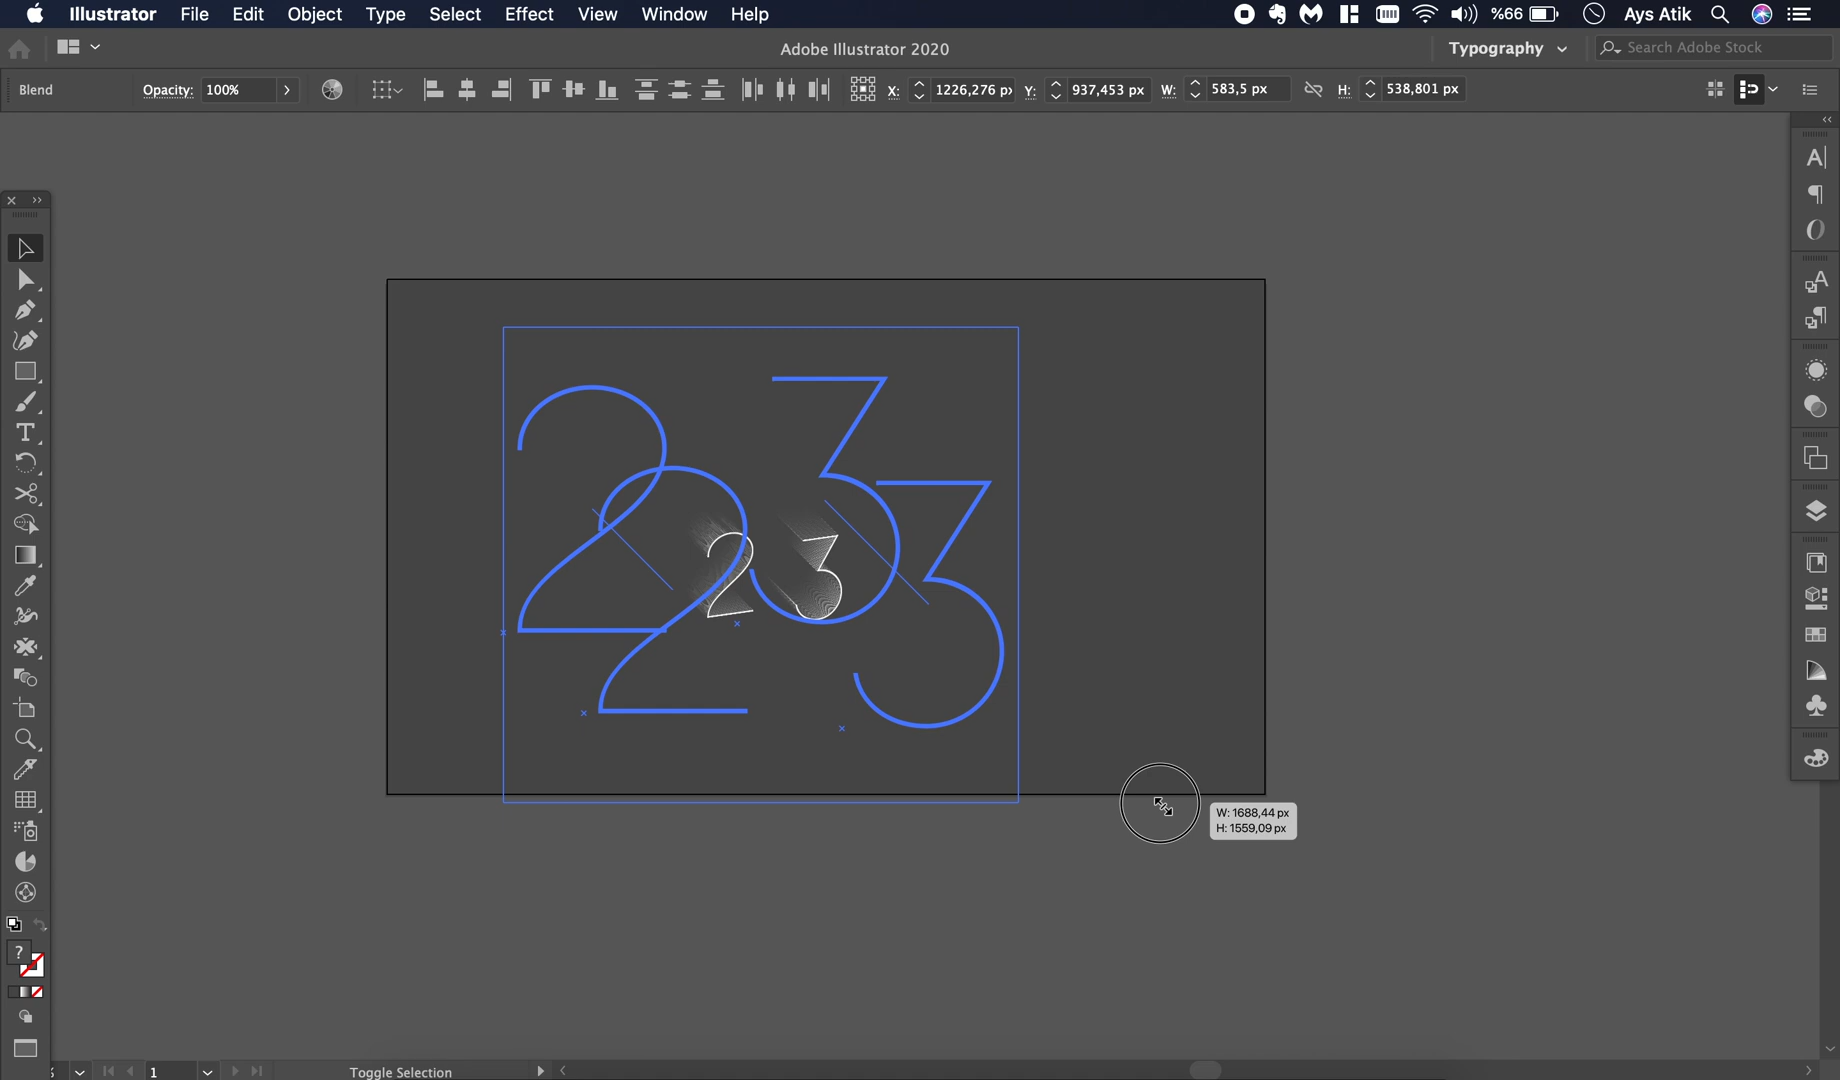 Illustrator File Edit Object Type Select Effect View Window Help %66 Ays Atik
Adobe Illustrator 2020 Typography Search Adobe Stock
Blend Opacity: 100% X: 1226,276 px Y: 937,453 px W: 583,5 px H: 538,801 px
2 3
2 3
2 3
W: 1688,44 px
H: 1559,09 px
?
1 Toggle Selection